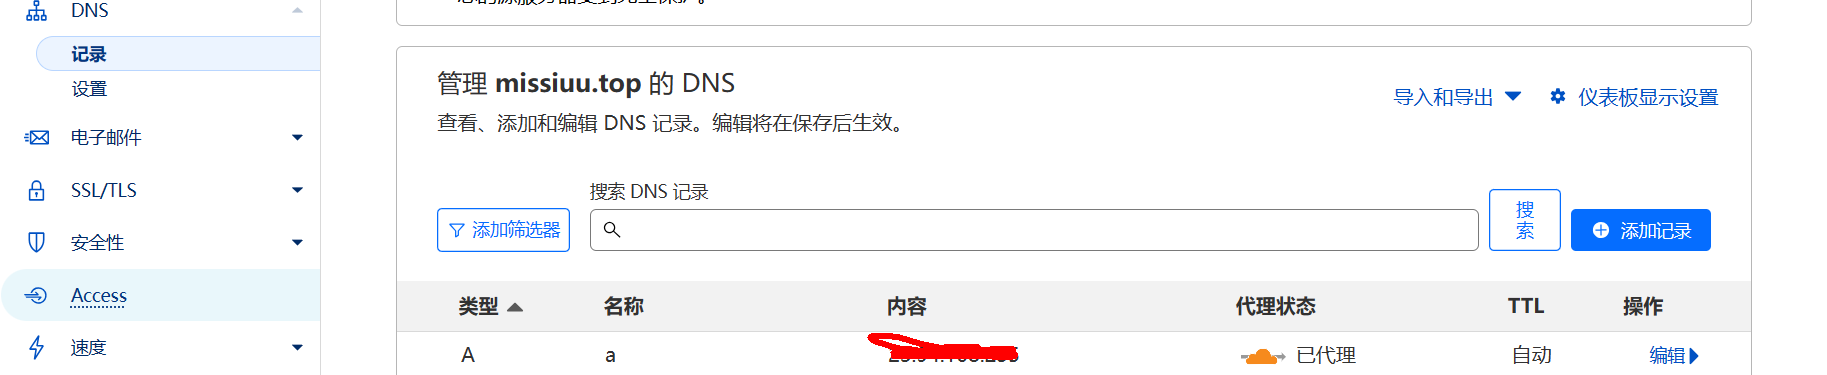 DNS
记录
设置
电子邮件
SSL/TLS
安全性
Access
速度
管理 missiuu.top 的 DNS
查看、添加和编辑 DNS 记录。编辑将在保存后生效。
导入和导出
仪表板显示设置
搜索 DNS 记录
添加筛选器
搜
索
添加记录
类型 名称 内容 代理状态 TTL 操作
A a 已代理 自动 编辑